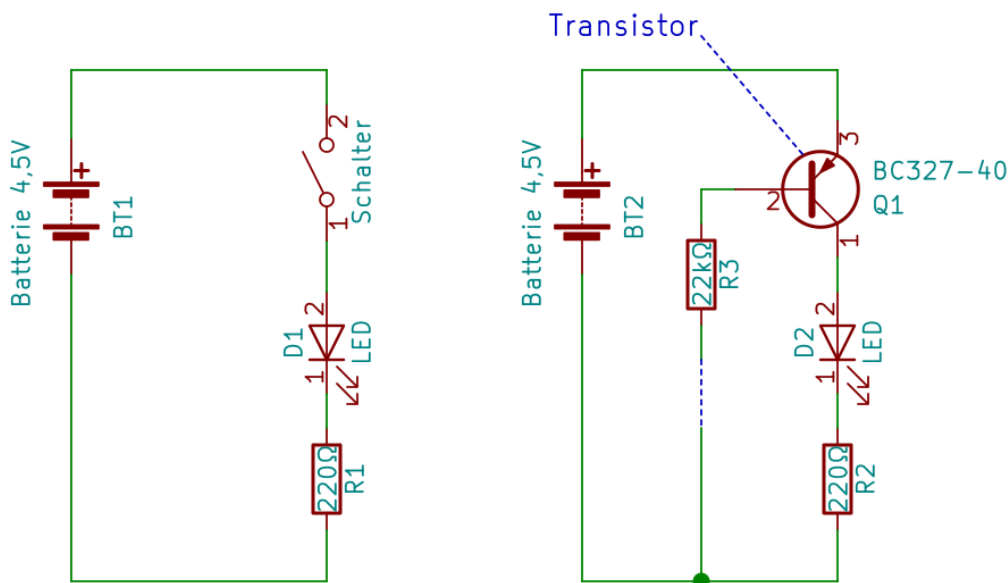 Transistor
Batterie 4,5V
+
BT1
2
Schalter
1
2
D1
LED
1
220Ω
R1
Batterie 4,5V
+
BT2
3
BC327-40
Q1
2
1
22kΩ
R3
2
D2
LED
1
220Ω
R2